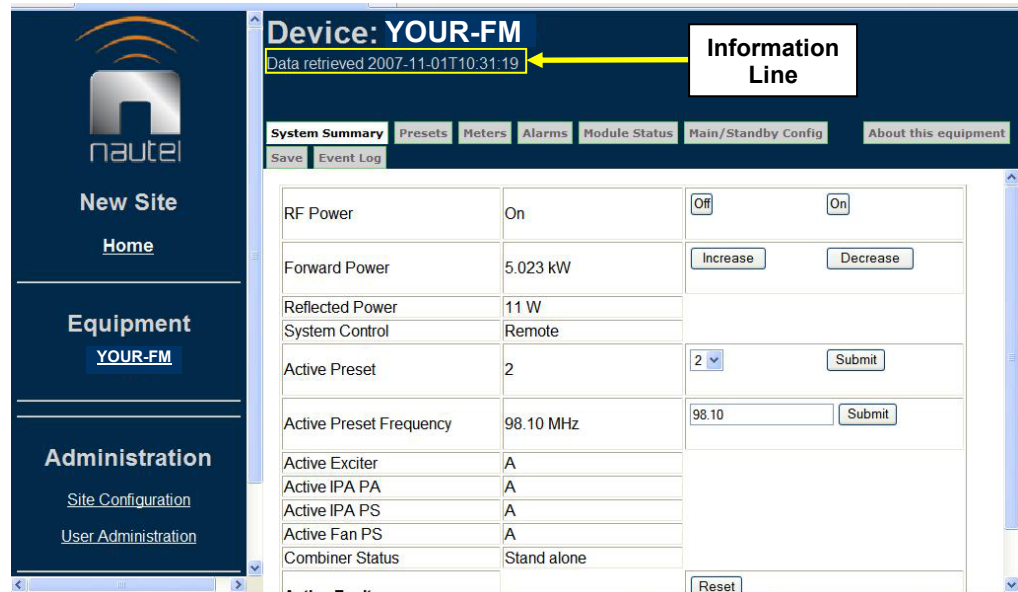 nautel
New Site
Home
Equipment
YOUR-FM
Administration
Site Configuration
User Administration
Device: YOUR-FM
Data retrieved 2007-11-01T10:31:19
Information
Line
System Summary Presets Meters Alarms Module Status Main/Standby Config About this equipment
Save Event Log
RF Power On Off On
Forward Power 5.023 kW Increase Decrease
Reflected Power 11 W
System Control Remote
Active Preset 2 2 Submit
Active Preset Frequency 98.10 MHz 98.10 Submit
Active Exciter A
Active IPA PA A
Active IPA PS A
Active Fan PS A
Combiner Status Stand alone
Reset